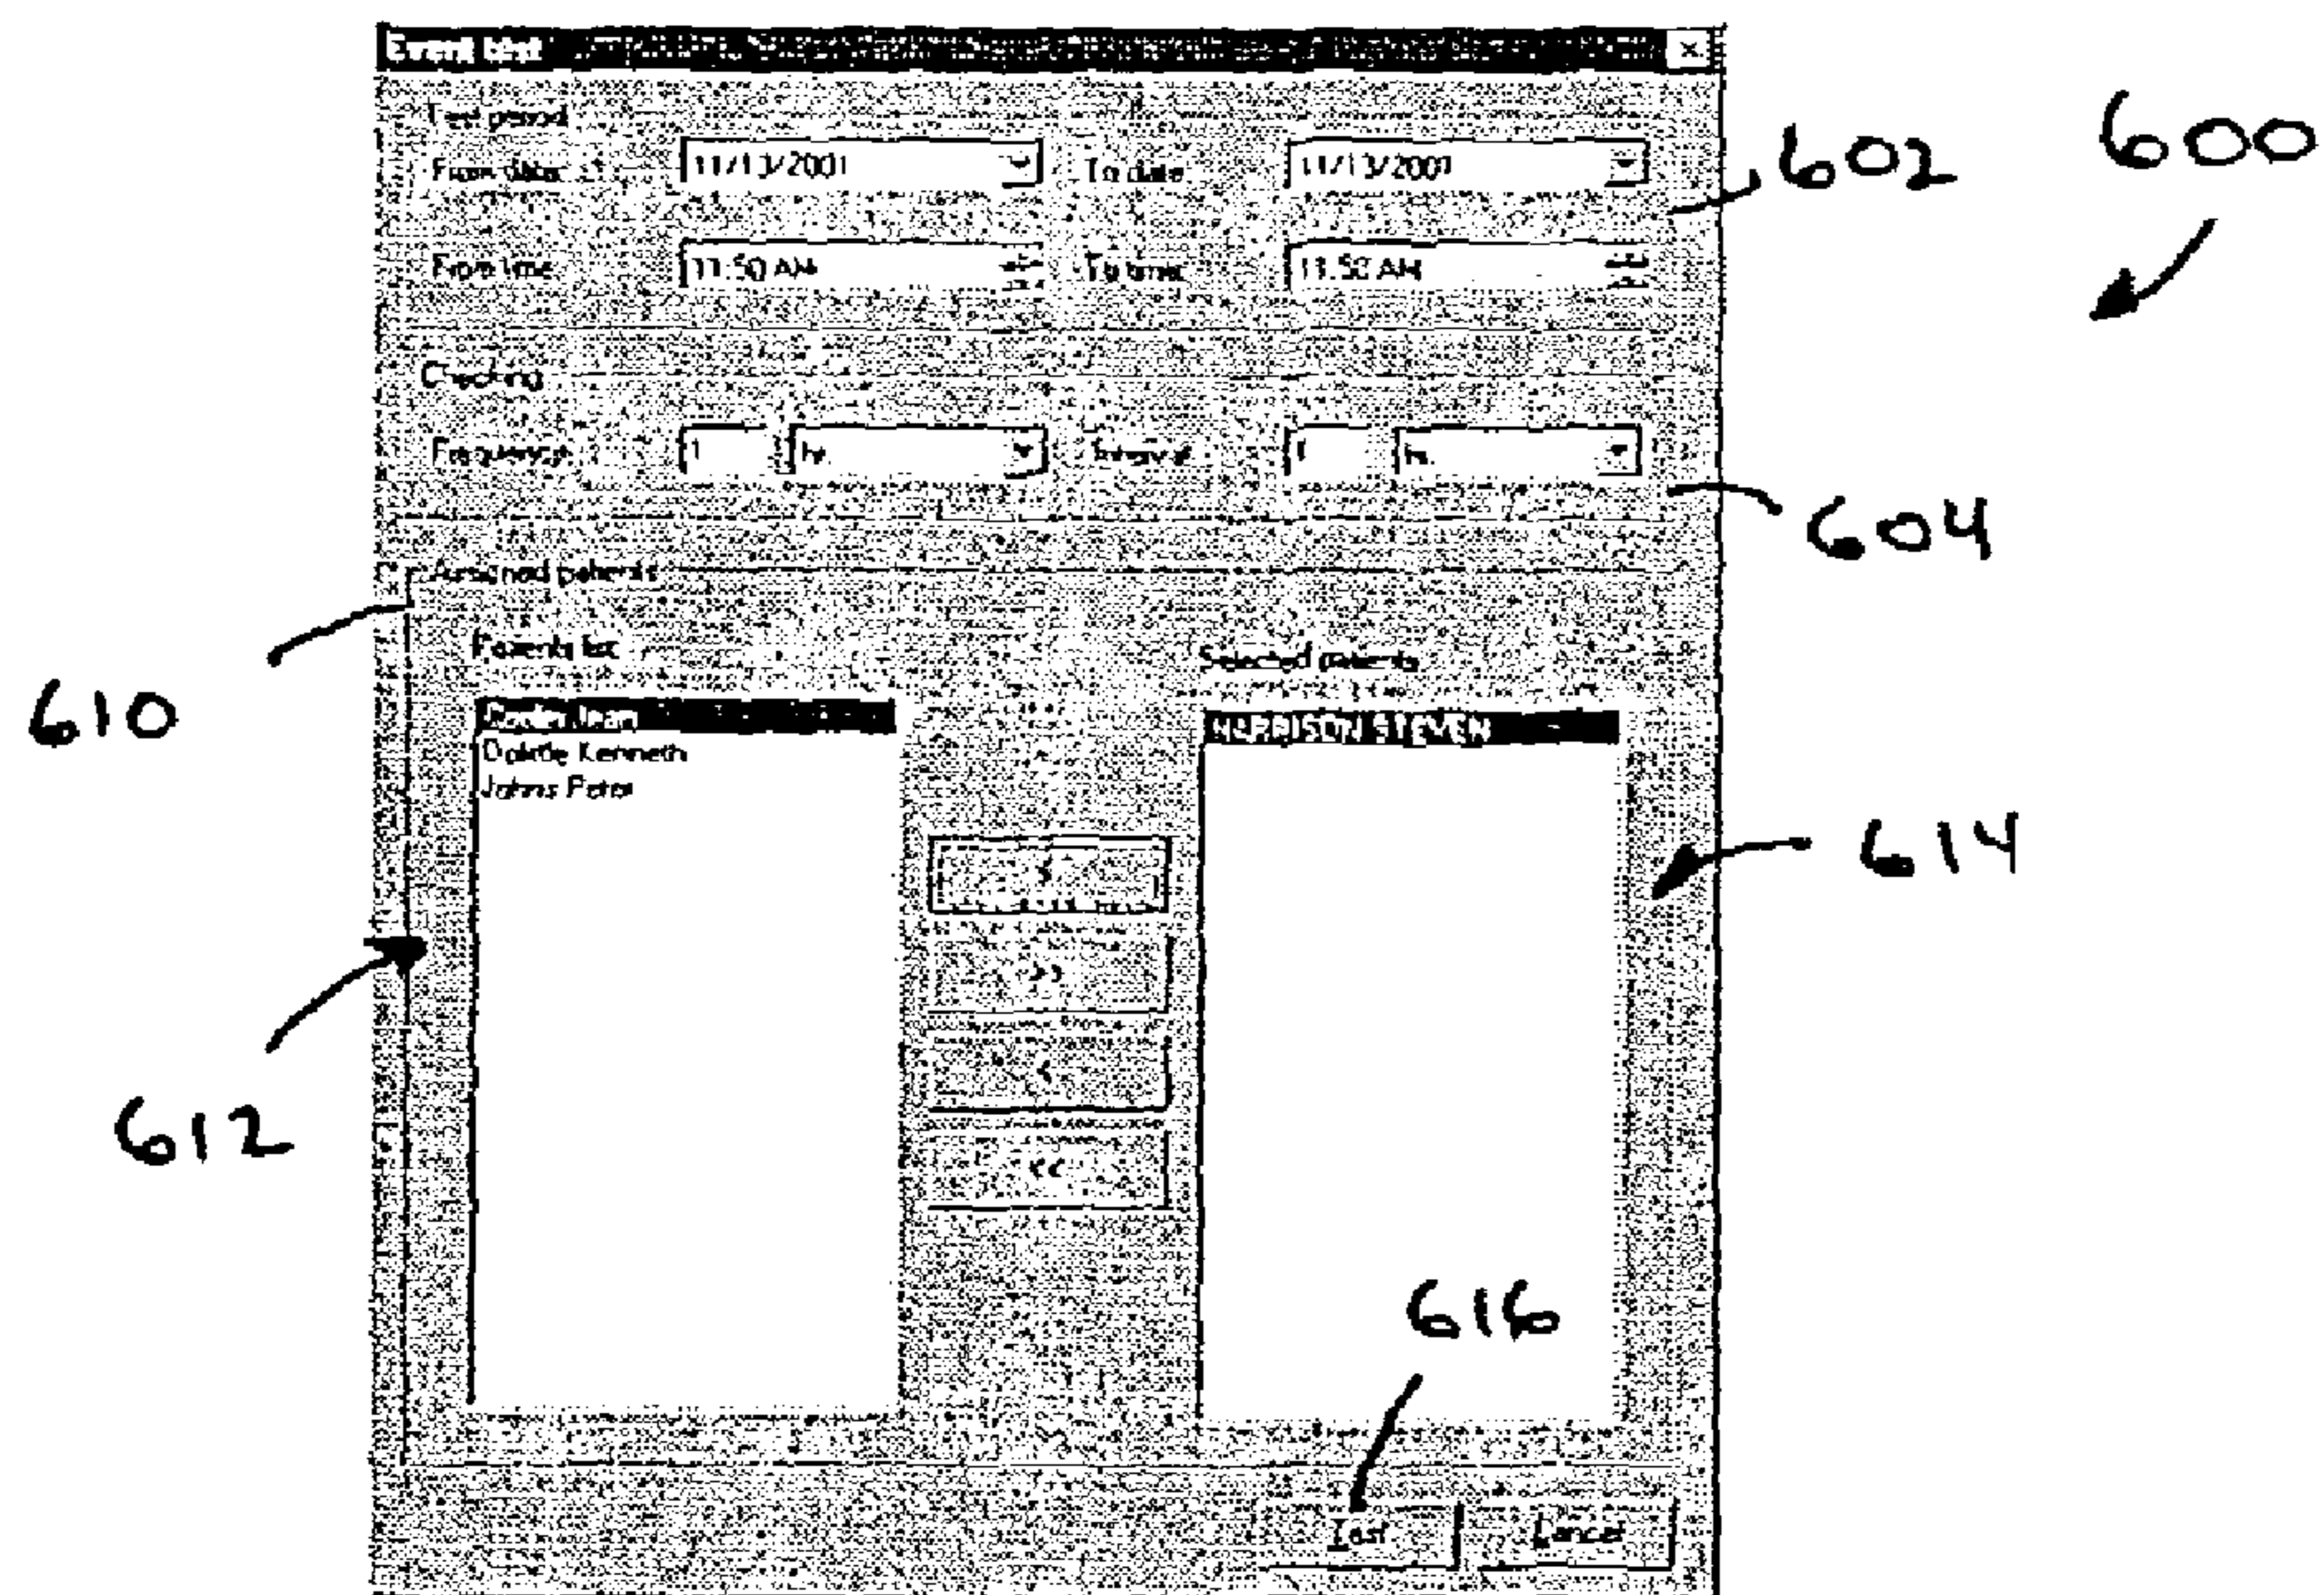 Event test
Test period
From date: 11/13/2001 To date: 11/13/2001
602
600
From time: 11:50 AM To time: 11:50 AM
Checking
Frequency: 1 hr. Interval: 1 hr.
604
Assigned patients
610
Patients list
Selected patients
Jean
HARRISON STEVEN
Kenneth
Johns Peter
>
614
>>
612
<
<<
616
Test Cancel